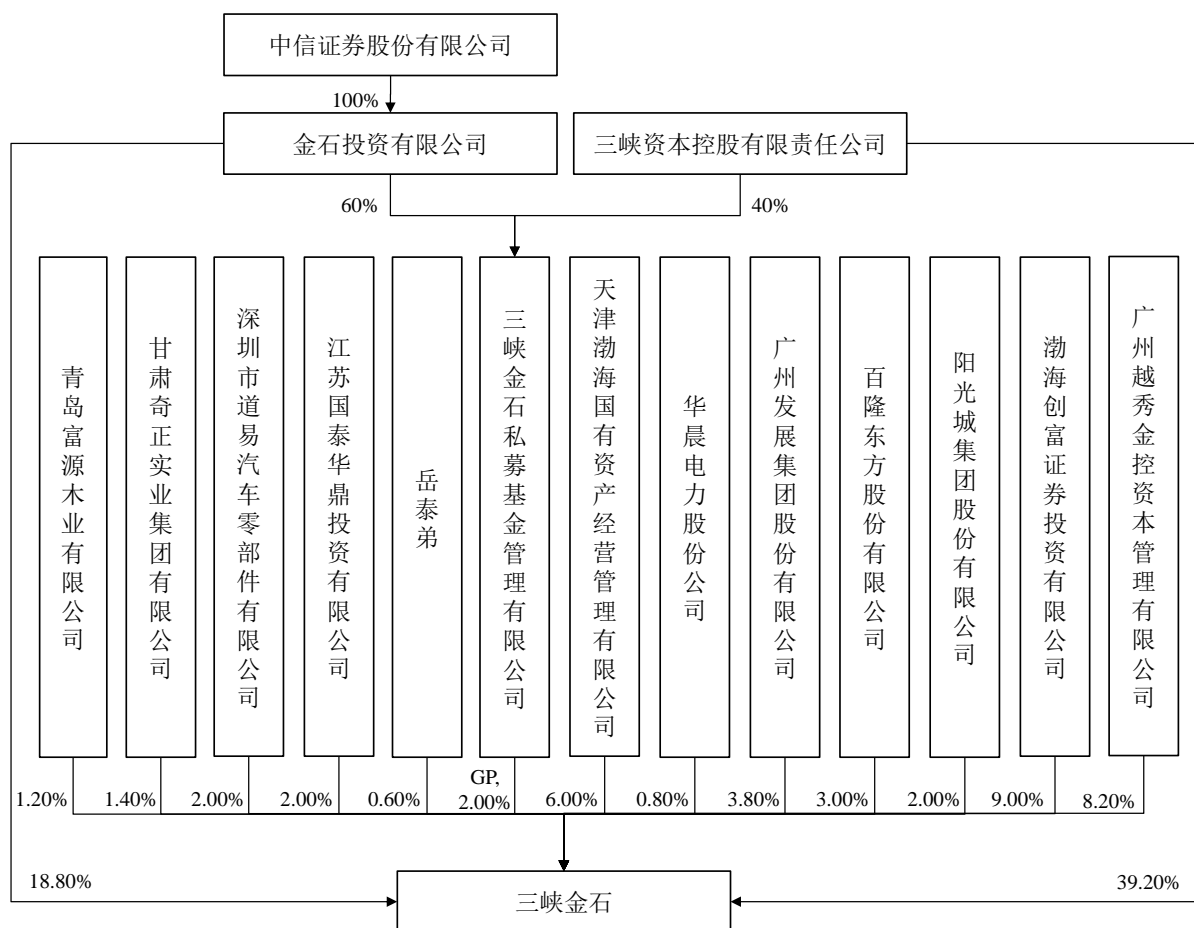 中信证券股份有限公司
100%
金石投资有限公司
三峡资本控股有限责任公司
60%
40%
青岛富源木业有限公司
甘肃奇正实业集团有限公司
深圳市道易汽车零部件有限公司
江苏国泰华鼎投资有限公司
岳泰弟
三峡金石私募基金管理有限公司
天津渤海国有资产经营管理有限公司
华晨电力股份公司
广州发展集团股份有限公司
百隆东方股份有限公司
阳光城集团股份有限公司
渤海创富证券投资有限公司
广州越秀金控资本管理有限公司
1.20%
1.40%
2.00%
2.00%
0.60%
GP,
2.00%
6.00%
0.80%
3.80%
3.00%
2.00%
9.00%
8.20%
18.80%
三峡金石
39.20%